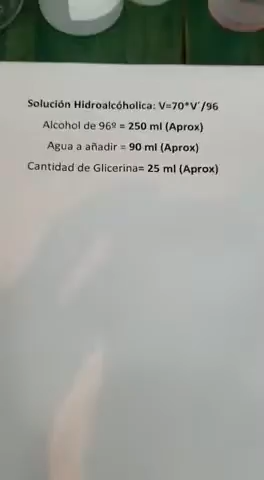 Solución Hidroalcóholica: V=70*V´/96
Alcohol de 96º = 250 ml (Aprox)
Agua a añadir = 90 ml (Aprox)
Cantidad de Glicerina= 25 ml (Aprox)